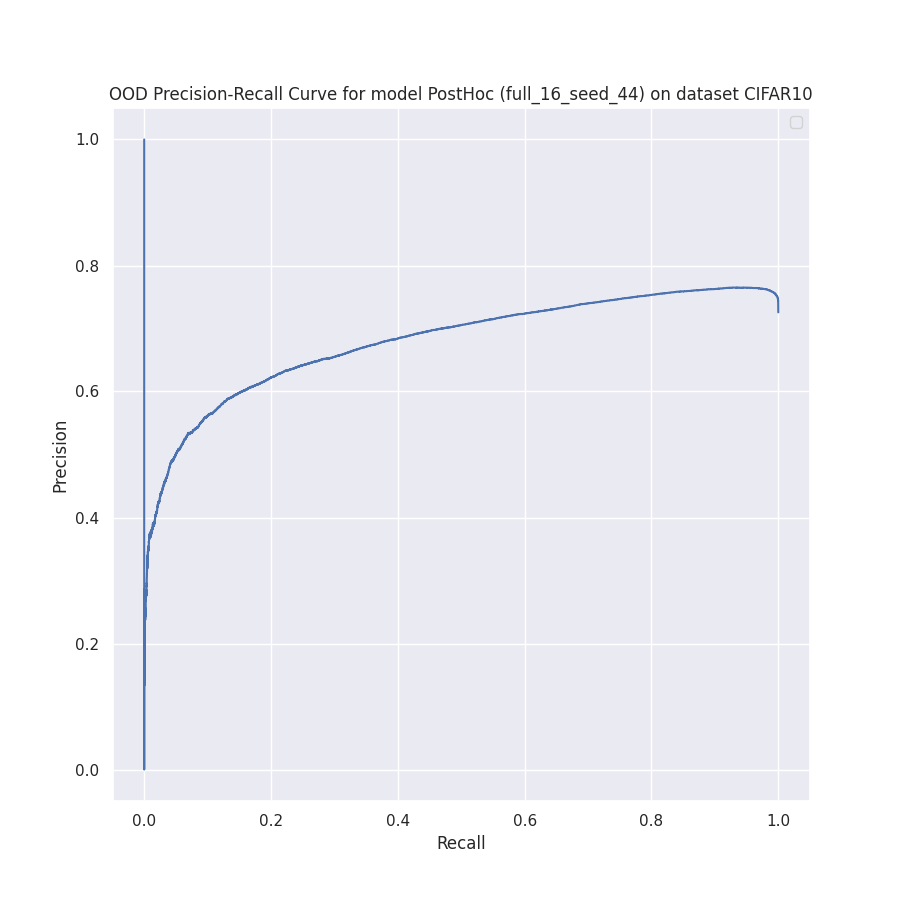 OOD Precision-Recall Curve for model PostHoc (full_16_seed_44) on dataset CIFAR10
1.0
0.8
0.6
0.4
0.2
0.0
Precision
0.0 0.2 0.4 0.6 0.8 1.0
Recall